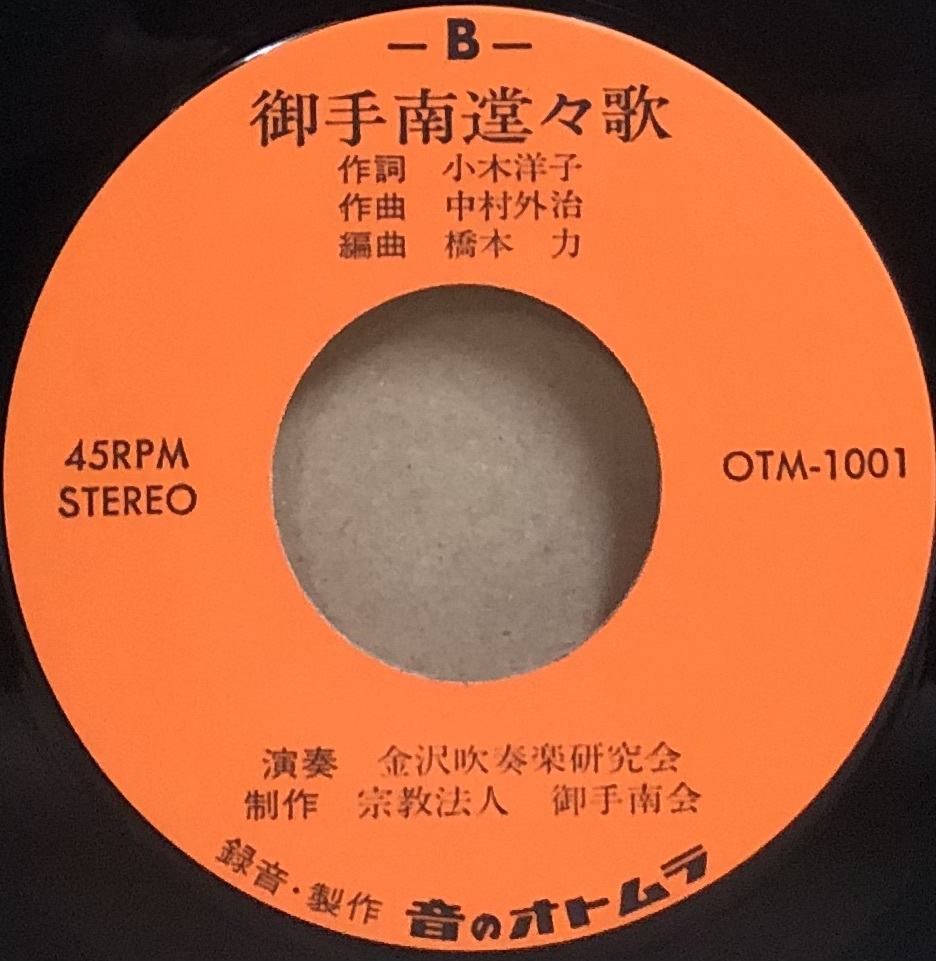 —B—
御手南遉々歌
作詞 小木洋子
作曲 中村外治
編曲 橋本 力
45RPM
STEREO
OTM-1001
演奏 金沢吹奏楽研究会
制作 宗教法人 御手南会
録音・製作 音のオトムラ